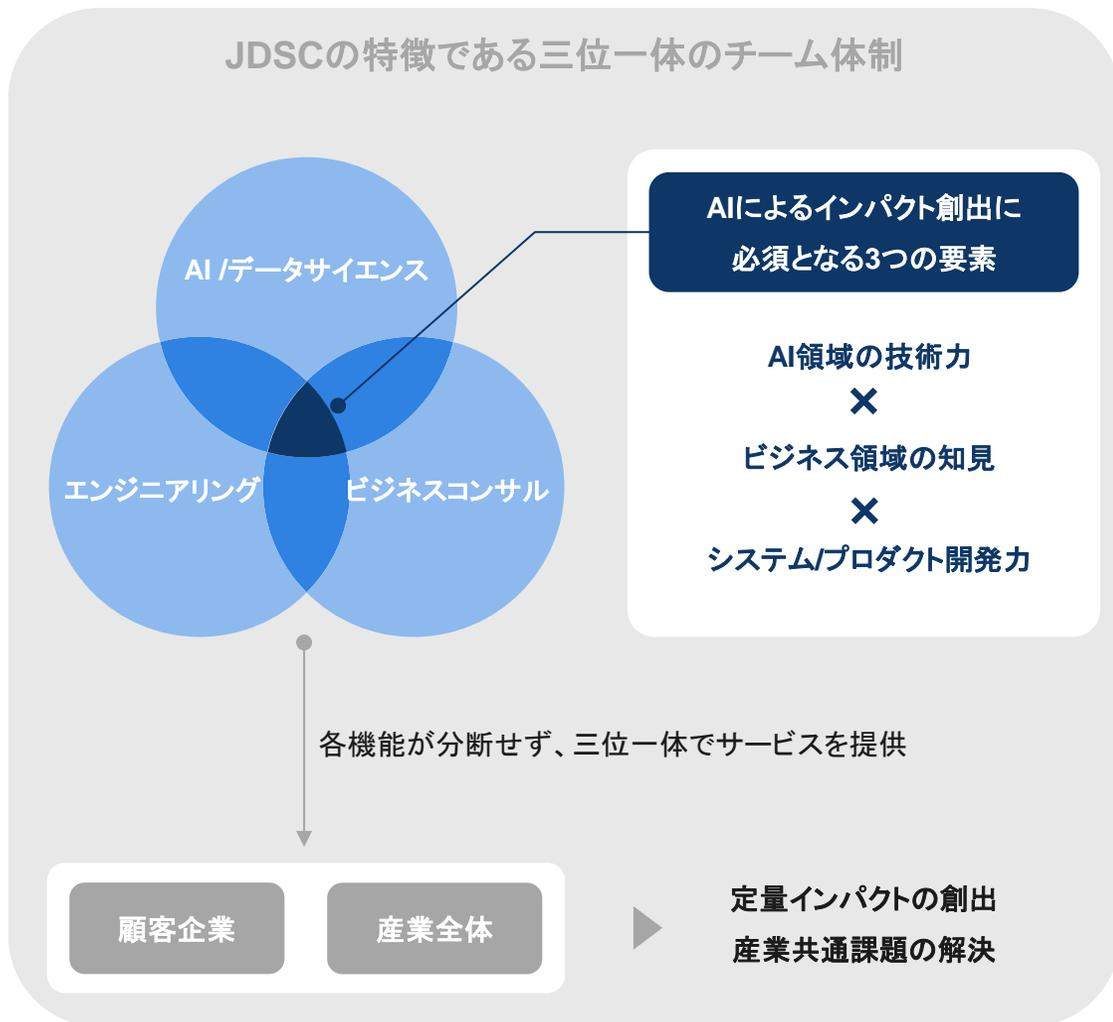 JDSCの特徴である三位一体のチーム体制
AI /データサイエンス
エンジニアリング
ビジネスコンサル
AIによるインパクト創出に
必須となる3つの要素
AI領域の技術力
×
ビジネス領域の知見
×
システム/プロダクト開発力
各機能が分断せず、三位一体でサービスを提供
顧客企業
産業全体
定量インパクトの創出
産業共通課題の解決